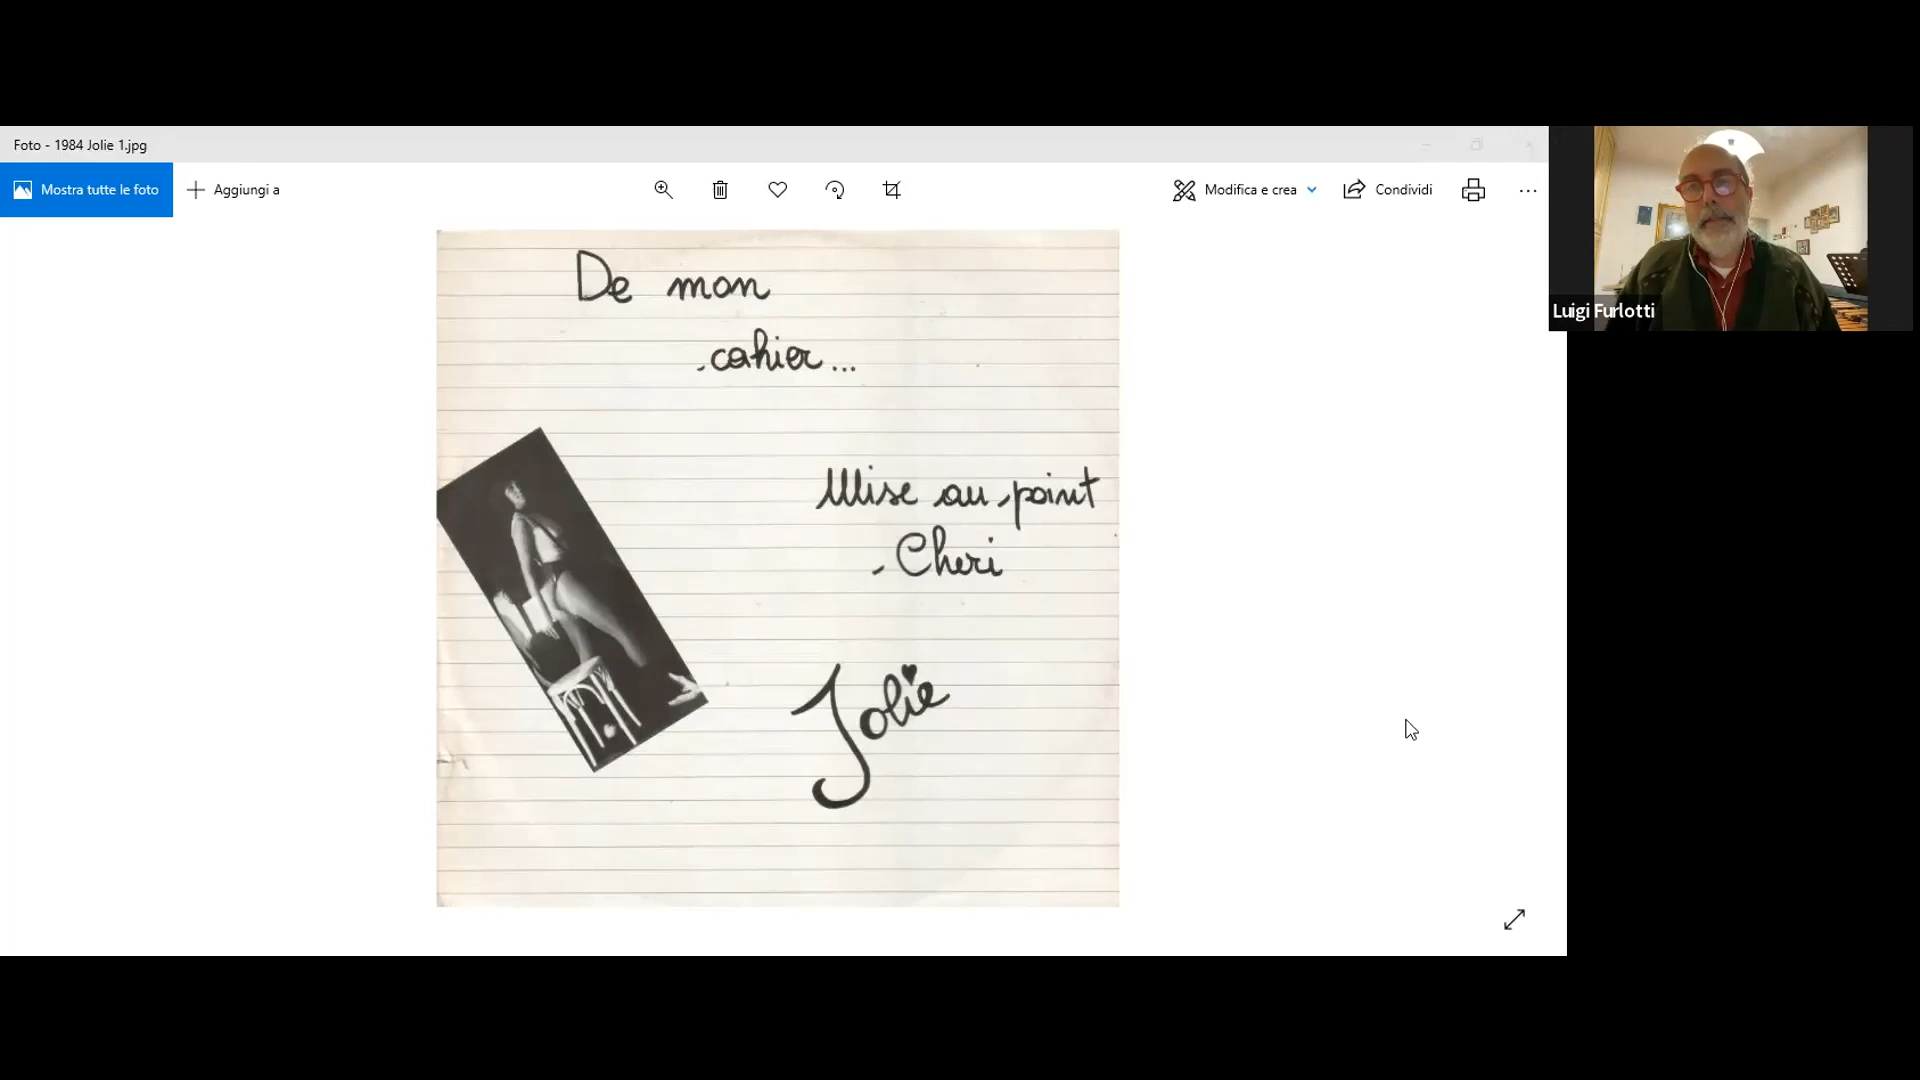 Foto - 1984 Jolie 1.jpg
Mostra tutte le foto
Aggiungi a
Modifica e crea
Condividi
Luigi Furlotti
De mon
cahier...
Mise au point
Cheri
Jolie